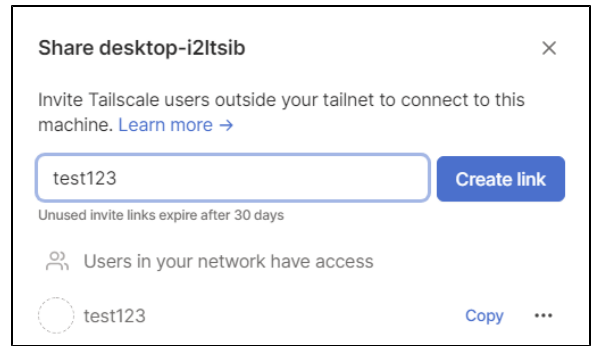 Share desktop-i2ltsib
Invite Tailscale users outside your tailnet to connect to this
machine. Learn more →
test123
Create link
Unused invite links expire after 30 days
Users in your network have access
test123
Copy